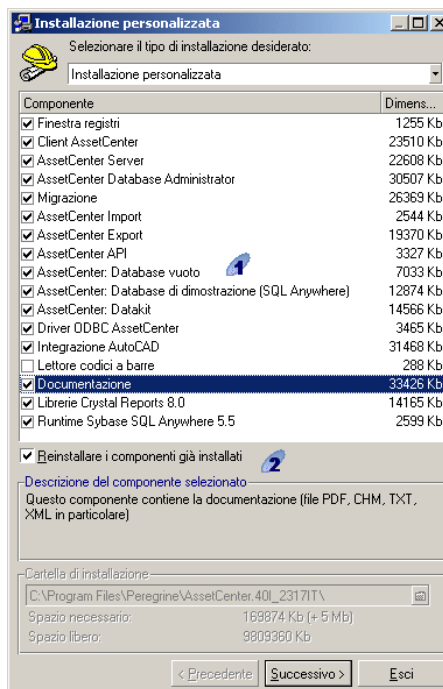 Installazione personalizzata
Selezionare il tipo di installazione desiderato:
Installazione personalizzata
Componente Dimens...
Finestra registri 1255 Kb
Client AssetCenter 23510 Kb
AssetCenter Server 22608 Kb
AssetCenter Database Administrator 30507 Kb
Migrazione 26369 Kb
AssetCenter Import 2544 Kb
AssetCenter Export 19370 Kb
AssetCenter API 3327 Kb
1
AssetCenter: Database vuoto 7033 Kb
AssetCenter: Database di dimostrazione (SQL Anywhere) 12874 Kb
AssetCenter: Datakit 14566 Kb
Driver ODBC AssetCenter 3465 Kb
Integrazione AutoCAD 31468 Kb
Lettore codici a barre 288 Kb
Documentazione 33426 Kb
Librerie Crystal Reports 8.0 14165 Kb
Runtime Sybase SQL Anywhere 5.5 2599 Kb
Reinstallare i componenti già installati
2
Descrizione del componente selezionato
Questo componente contiene la documentazione (file PDF, CHM, TXT,
XML in particolare)
Cartella di installazione
C:\Program Files\Peregrine\AssetCenter.40I_2317IT\
Spazio necessario: 169874 Kb (+ 5 Mb)
Spazio libero: 9809360 Kb
< Precedente Successivo > Esci